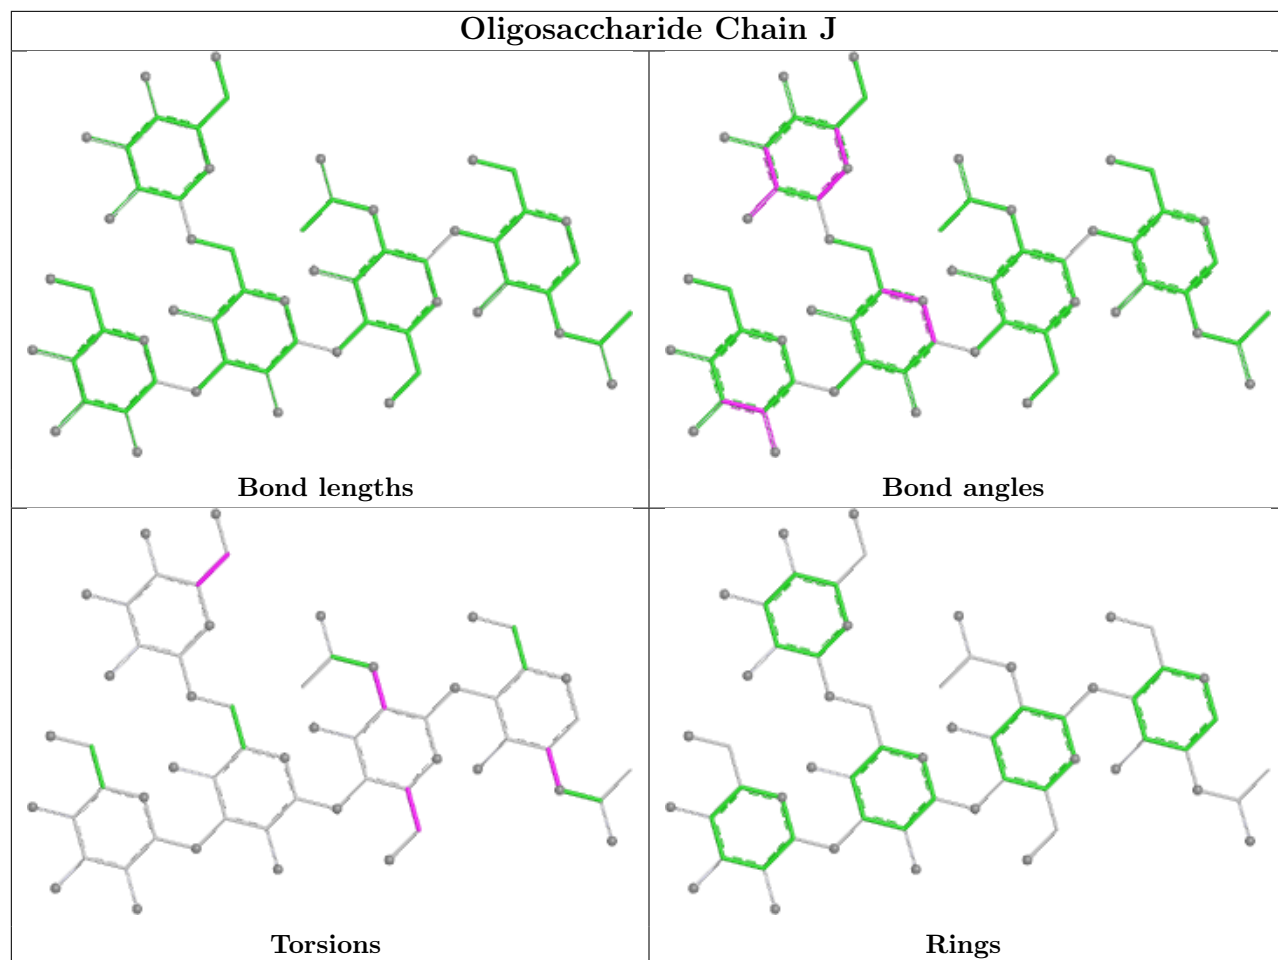 Oligosaccharide Chain J
Bond lengths
Bond angles
Torsions
Rings